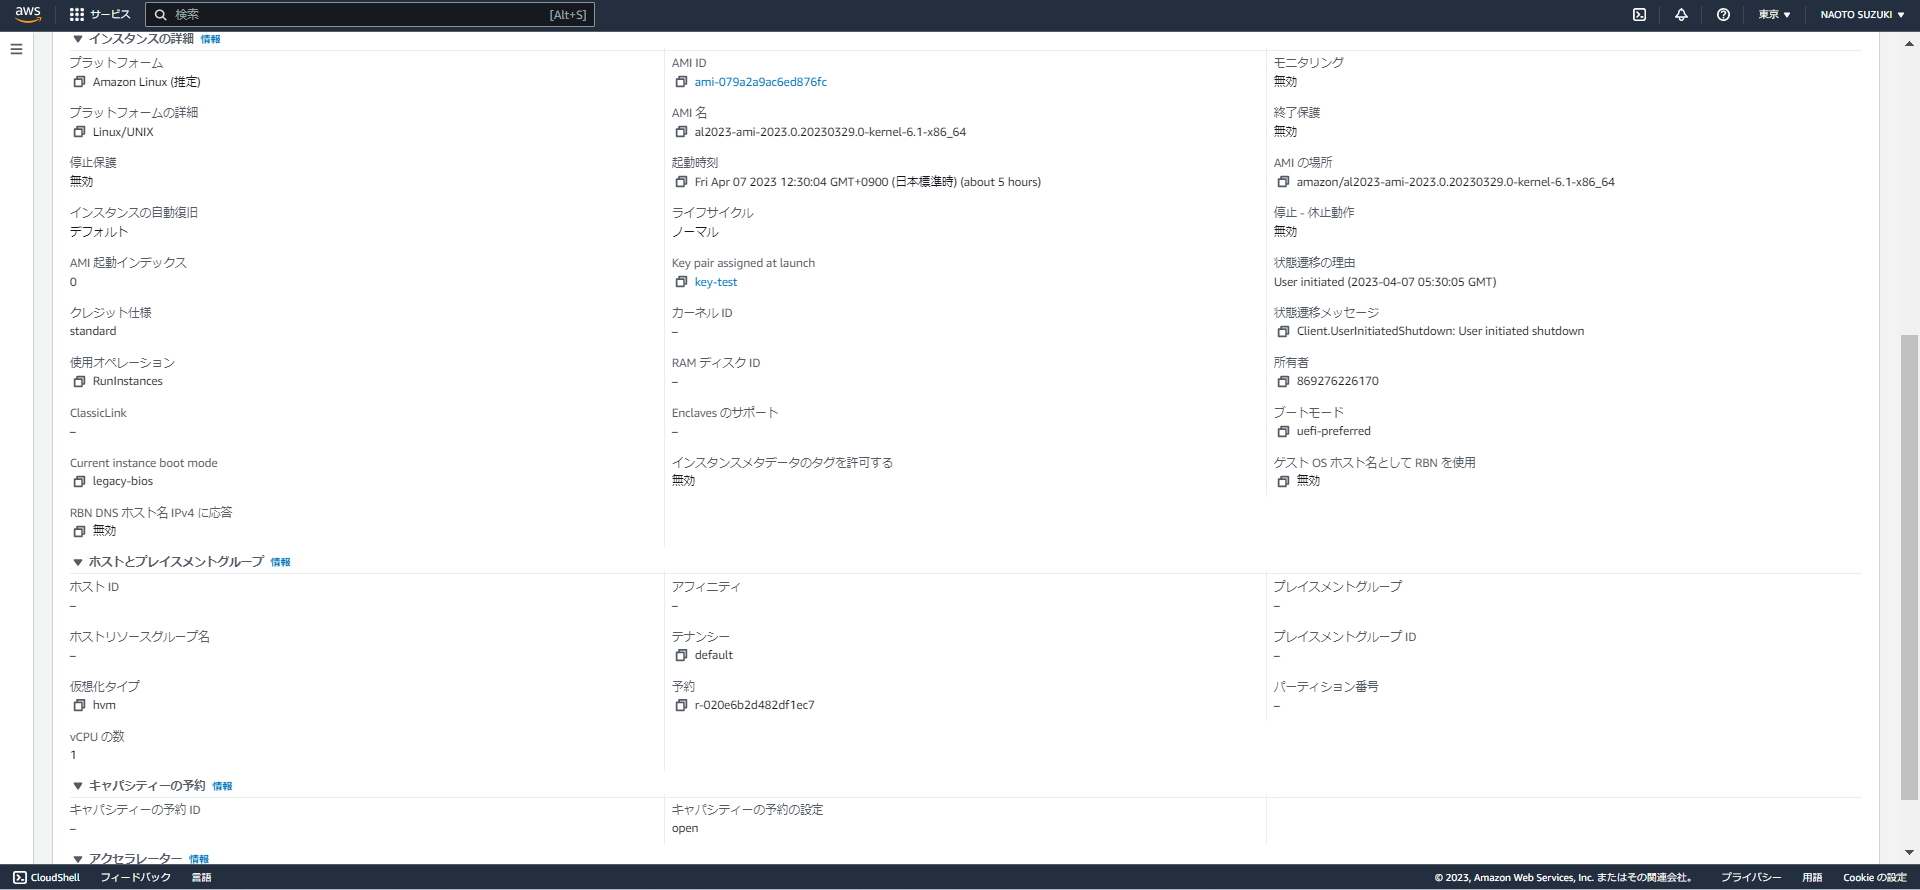 aws
サービス
検索
[Alt+S]
東京
NAOTO SUZUKI
インスタンスの詳細 情報
プラットフォーム
Amazon Linux (推定)
AMI ID
ami-079a2a9ac6ed876fc
モニタリング
無効
プラットフォームの詳細
Linux/UNIX
AMI 名
al2023-ami-2023.0.20230329.0-kernel-6.1-x86_64
終了保護
無効
停止保護
無効
起動時刻
Fri Apr 07 2023 12:30:04 GMT+0900 (日本標準時) (about 5 hours)
AMI の場所
amazon/al2023-ami-2023.0.20230329.0-kernel-6.1-x86_64
インスタンスの自動復旧
デフォルト
ライフサイクル
ノーマル
停止 - 休止動作
無効
AMI 起動インデックス
0
Key pair assigned at launch
key-test
状態遷移の理由
User initiated (2023-04-07 05:30:05 GMT)
クレジット仕様
standard
カーネル ID
–
状態遷移メッセージ
Client.UserInitiatedShutdown: User initiated shutdown
使用オペレーション
RunInstances
RAM ディスク ID
–
所有者
869276226170
ClassicLink
–
Enclaves のサポート
–
ブートモード
uefi-preferred
Current instance boot mode
legacy-bios
インスタンスメタデータのタグを許可する
無効
ゲスト OS ホスト名として RBN を使用
無効
RBN DNS ホスト名 IPv4 に応答
無効
ホストとプレイスメントグループ 情報
ホスト ID
–
アフィニティ
–
プレイスメントグループ
–
ホストリソースグループ名
–
テナンシー
default
プレイスメントグループ ID
–
仮想化タイプ
hvm
予約
r-020e6b2d482df1ec7
パーティション番号
–
vCPU の数
1
キャパシティーの予約 情報
キャパシティーの予約 ID
–
キャパシティーの予約の設定
open
アクセラレーター 情報
CloudShell
フィードバック
言語
© 2023, Amazon Web Services, Inc. またはその関連会社。
プライバシー
用語
Cookie の設定